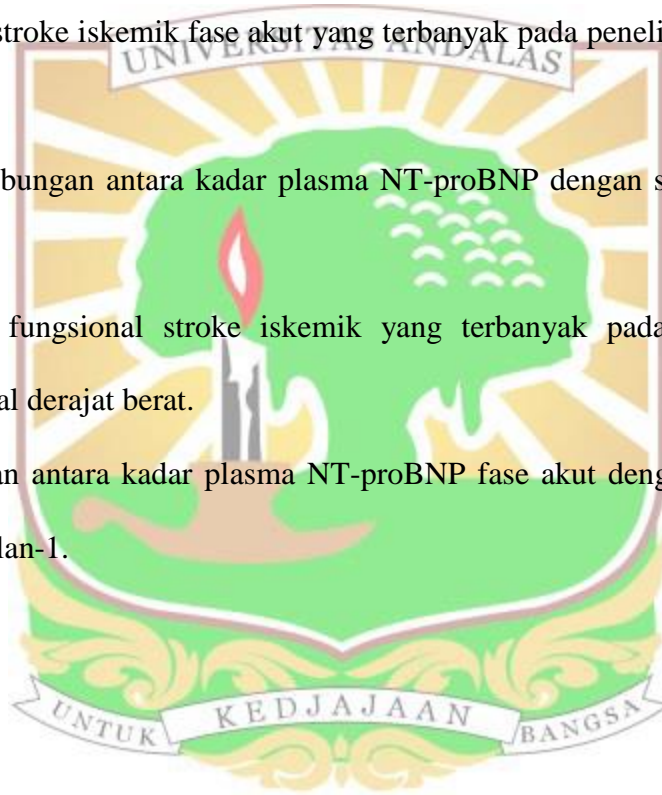 stroke iskemik fase akut yang terbanyak pada peneli
UNIVERSITAS ANDALAS
bungan antara kadar plasma NT-proBNP dengan s
fungsional stroke iskemik yang terbanyak pada
al derajat berat.
an antara kadar plasma NT-proBNP fase akut deng
lan-1.
UNTUK KEDJAJAAN BANGSA